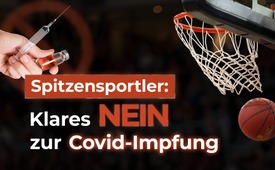 Spitzensportler:
Klares NEIN
zur Covid-Impfung